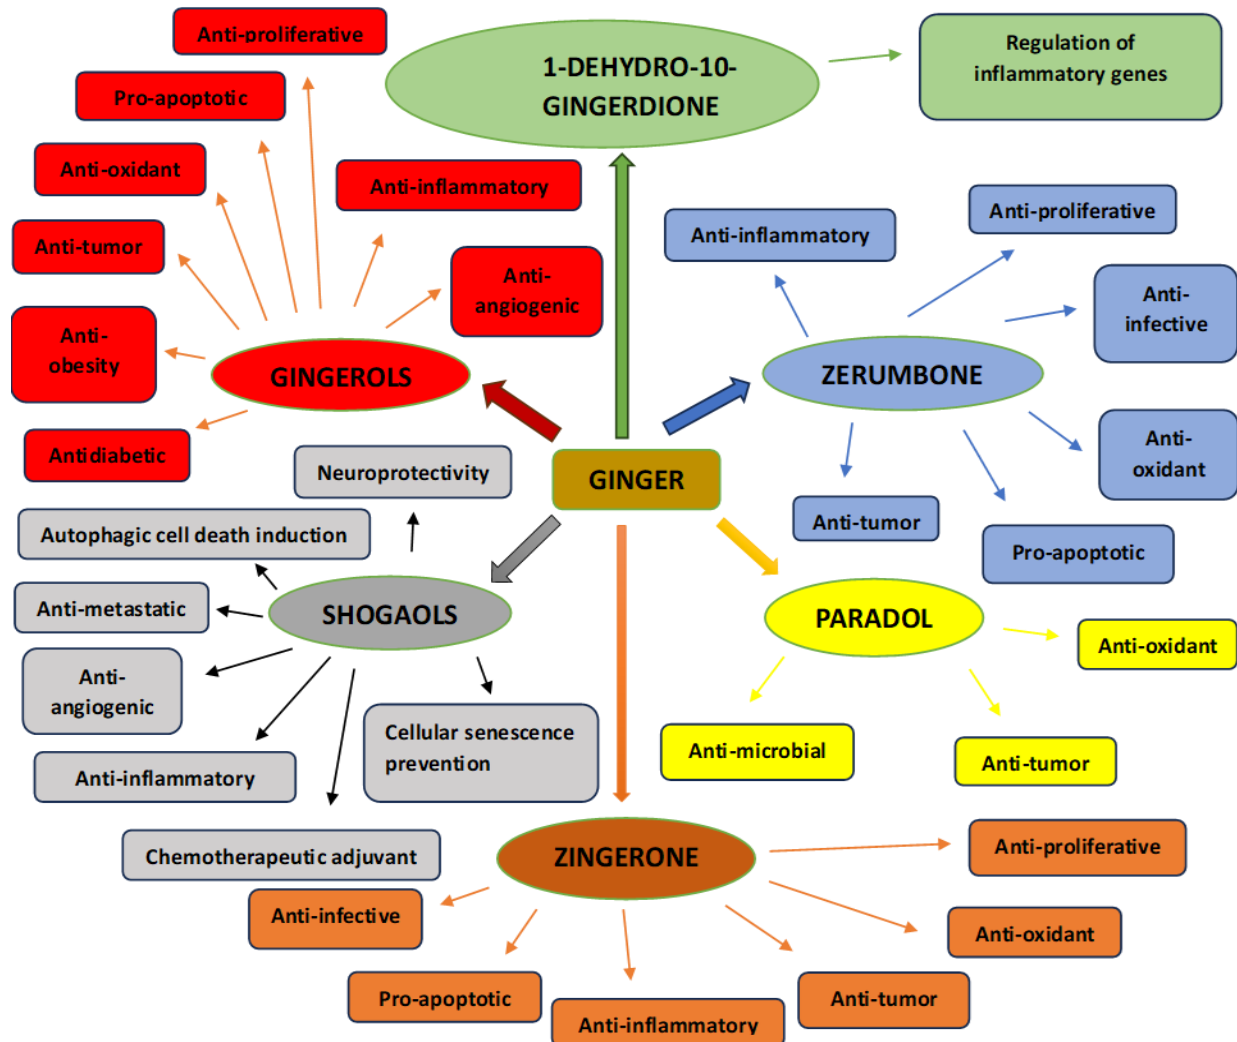 Anti-proliferative
Pro-apoptotic
Anti-oxidant
Anti-tumor
Anti-
obesity
Antidiabetic
Anti-inflammatory
Anti-
angiogenic
GINGEROLS
1-DEHYDRO-10-
GINGERDIONE
Regulation of
inflammatory genes
Anti-inflammatory
Anti-proliferative
Anti-
infective
Anti-
oxidant
Pro-apoptotic
Anti-tumor
ZERUMBONE
GINGER
Neuroprotectivity
Autophagic cell death induction
Anti-metastatic
Anti-
angiogenic
Anti-inflammatory
Chemotherapeutic adjuvant
Cellular senescence
prevention
SHOGAOLS
PARADOL
Anti-oxidant
Anti-microbial
Anti-tumor
ZINGERONE
Anti-proliferative
Anti-oxidant
Anti-tumor
Anti-inflammatory
Pro-apoptotic
Anti-infective